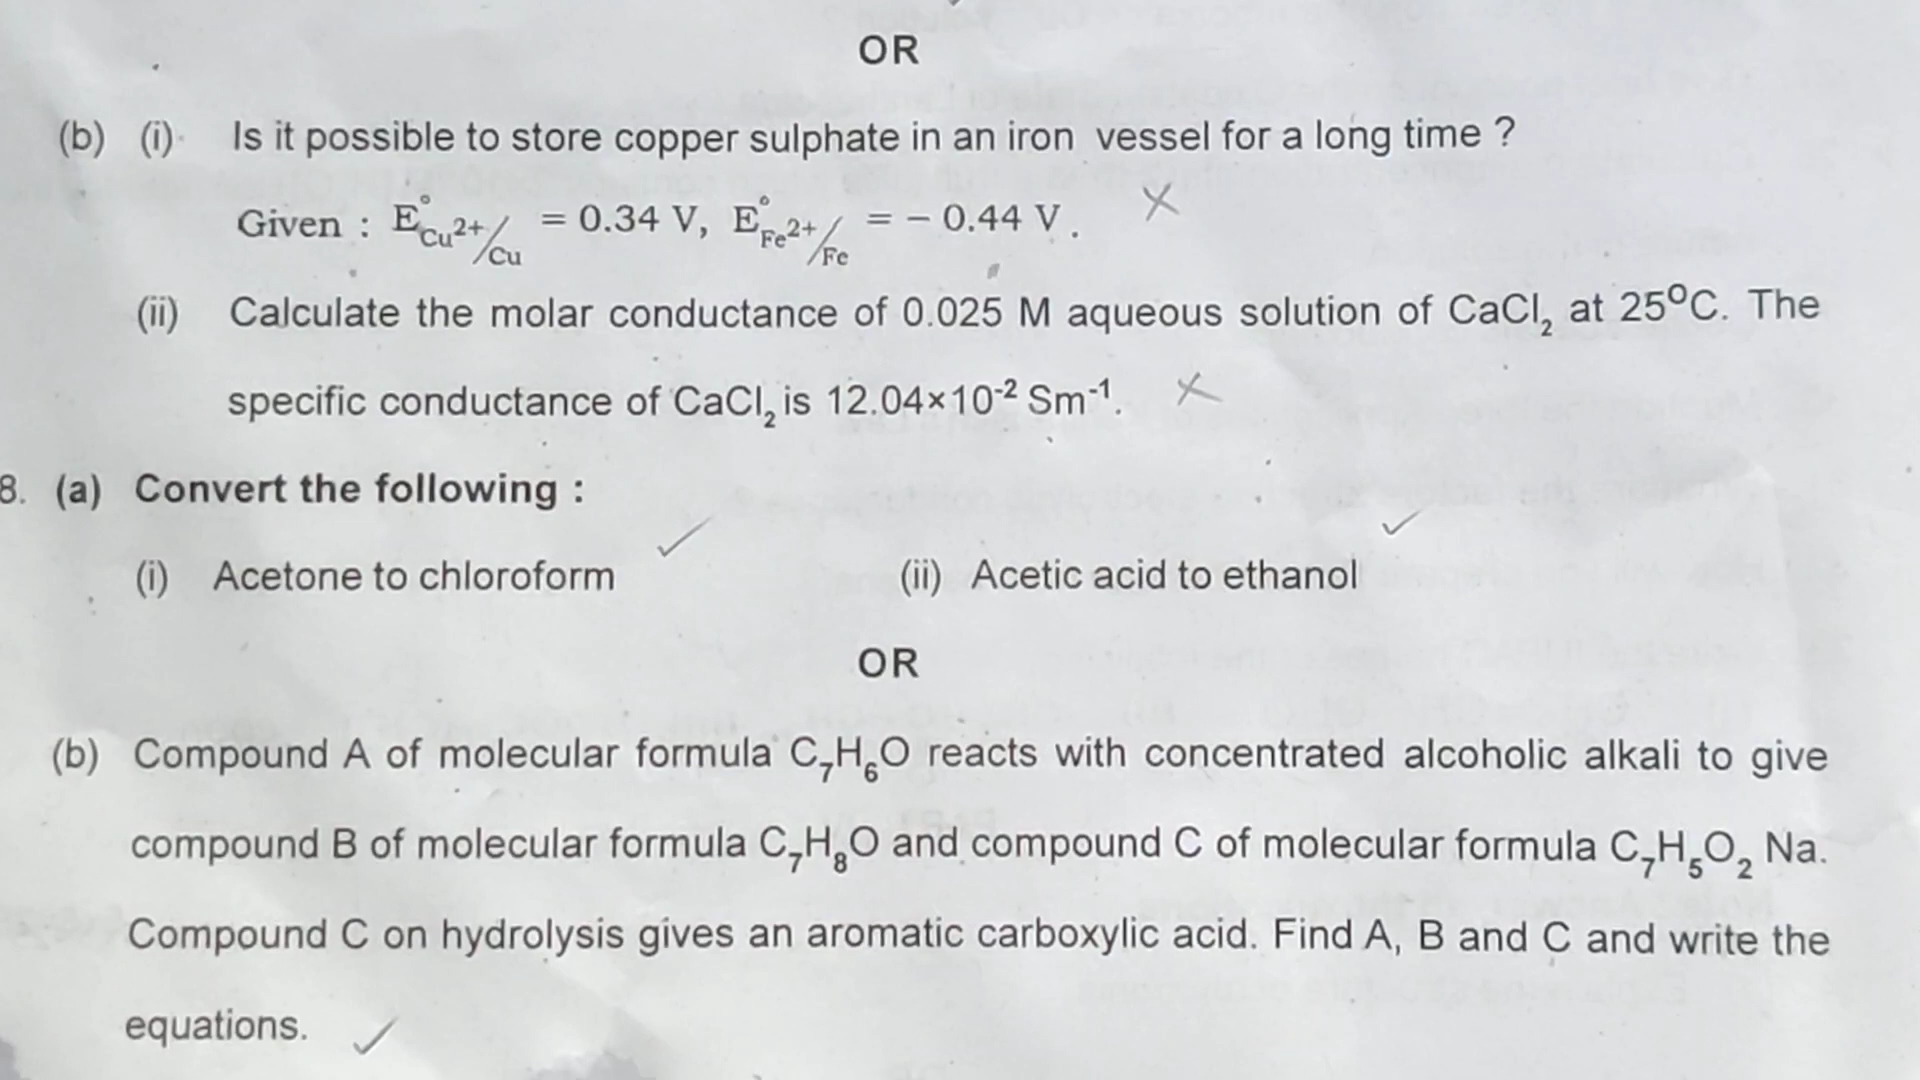 OR
(b) (i) Is it possible to store copper sulphate in an iron vessel for a long time ?
Given : E°Cu²⁺/Cu = 0.34 V, E°Fe²⁺/Fe = – 0.44 V .
(ii) Calculate the molar conductance of 0.025 M aqueous solution of CaCl₂ at 25⁰C. The
specific conductance of CaCl₂ is 12.04×10⁻² Sm⁻¹.
8. (a) Convert the following :
(i) Acetone to chloroform (ii) Acetic acid to ethanol
OR
(b) Compound A of molecular formula C₇H₆O reacts with concentrated alcoholic alkali to give
compound B of molecular formula C₇H₈O and compound C of molecular formula C₇H₅O₂ Na.
Compound C on hydrolysis gives an aromatic carboxylic acid. Find A, B and C and write the
equations.